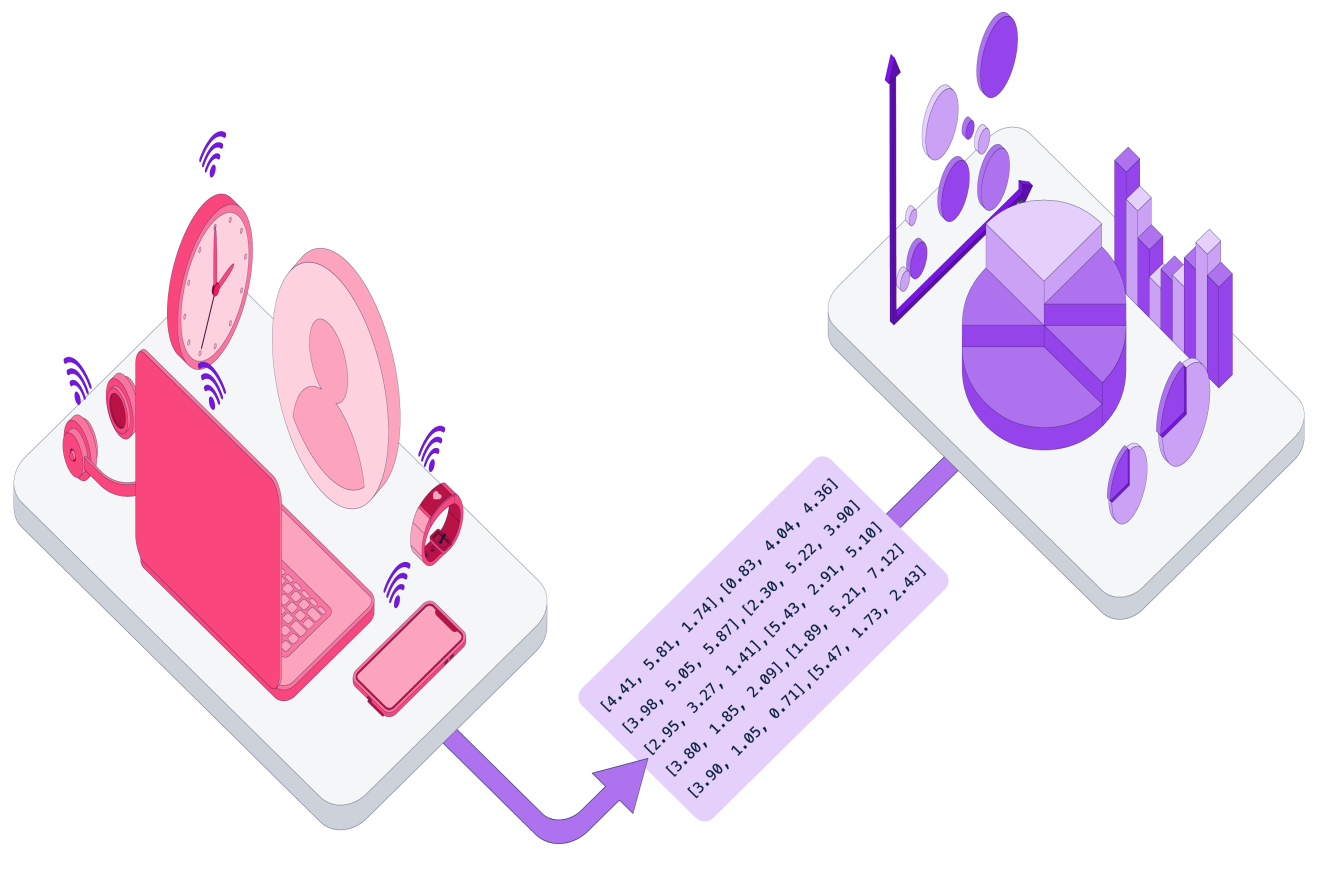 [4.41, 5.81, 1.74],[0.83, 4.04, 4.36]
[3.98, 5.05, 5.87],[2.30, 5.22, 3.90]
[2.95, 3.27, 1.41],[5.43, 2.91, 5.10]
[3.80, 1.85, 2.09],[1.89, 5.21, 7.12]
[3.90, 1.05, 0.71],[5.47, 1.73, 2.43]